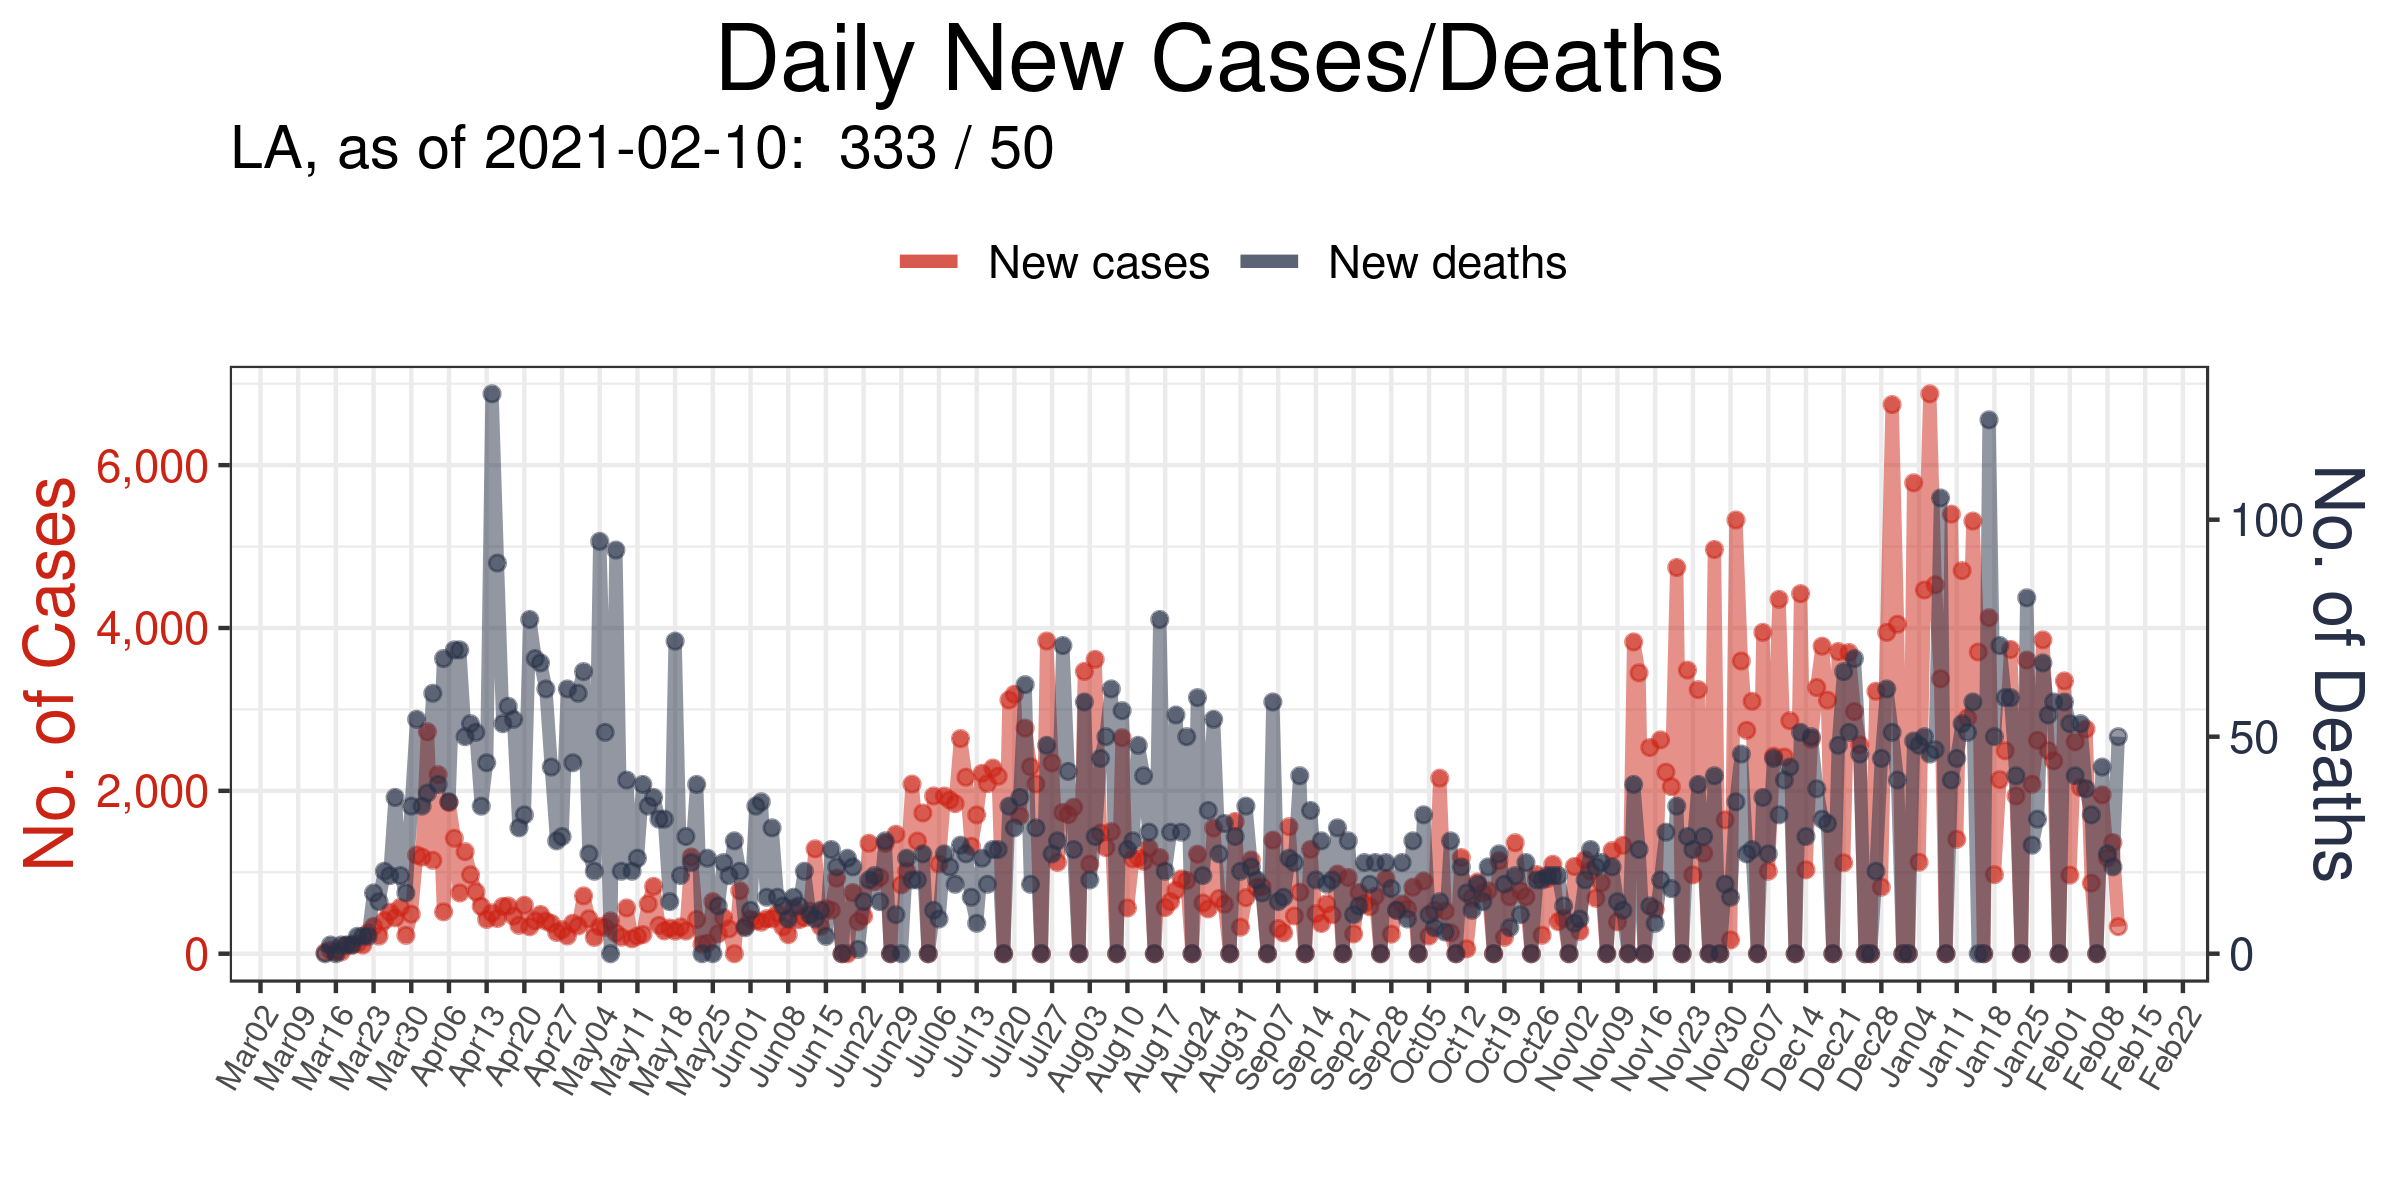 Daily New Cases/Deaths
LA, as of 2021-02-10:  333 / 50
New cases
New deaths
No. of Cases
6,000
4,000
2,000
0
100
50
0
No. of Deaths
Mar02
Mar09
Mar16
Mar23
Mar30
Apr06
Apr13
Apr20
Apr27
May04
May11
May18
May25
Jun01
Jun08
Jun15
Jun22
Jun29
Jul06
Jul13
Jul20
Jul27
Aug03
Aug10
Aug17
Aug24
Aug31
Sep07
Sep14
Sep21
Sep28
Oct05
Oct12
Oct19
Oct26
Nov02
Nov09
Nov16
Nov23
Nov30
Dec07
Dec14
Dec21
Dec28
Jan04
Jan11
Jan18
Jan25
Feb01
Feb08
Feb15
Feb22